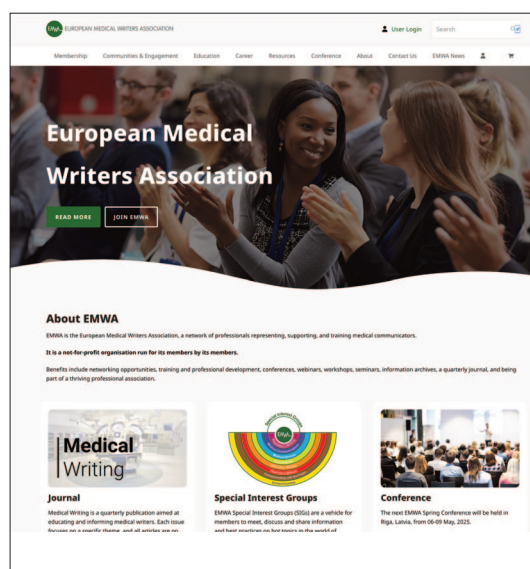 EMWA EUROPEAN MEDICAL WRITERS ASSOCIATION
User Login
Search
Membership Communities & Engagement Education Career Resources Conference About Contact Us EMWA News
European Medical
Writers Association
READ MORE
JOIN EMWA
About EMWA
EMWA is the European Medical Writers Association, a network of professionals representing, supporting, and training medical communicators.
It is a not-for-profit organisation run for its members by its members.
Benefits include networking opportunities, training and professional development, conferences, webinars, workshops, seminars, information archives, a quarterly journal, and being
part of a thriving professional association.
Medical
Writing
Special Interest Groups
EMWA
Journal
Medical Writing is a quarterly publication aimed at
educating and informing medical writers. Each issue
focuses on a specific theme, and all articles are on
Special Interest Groups
EMWA Special Interest Groups (SIGs) are a vehicle for
members to meet, discuss and share information
and best practices on hot topics in the world of
Conference
The next EMWA Spring Conference will be held in
Riga, Latvia, from 06-09 May, 2025.